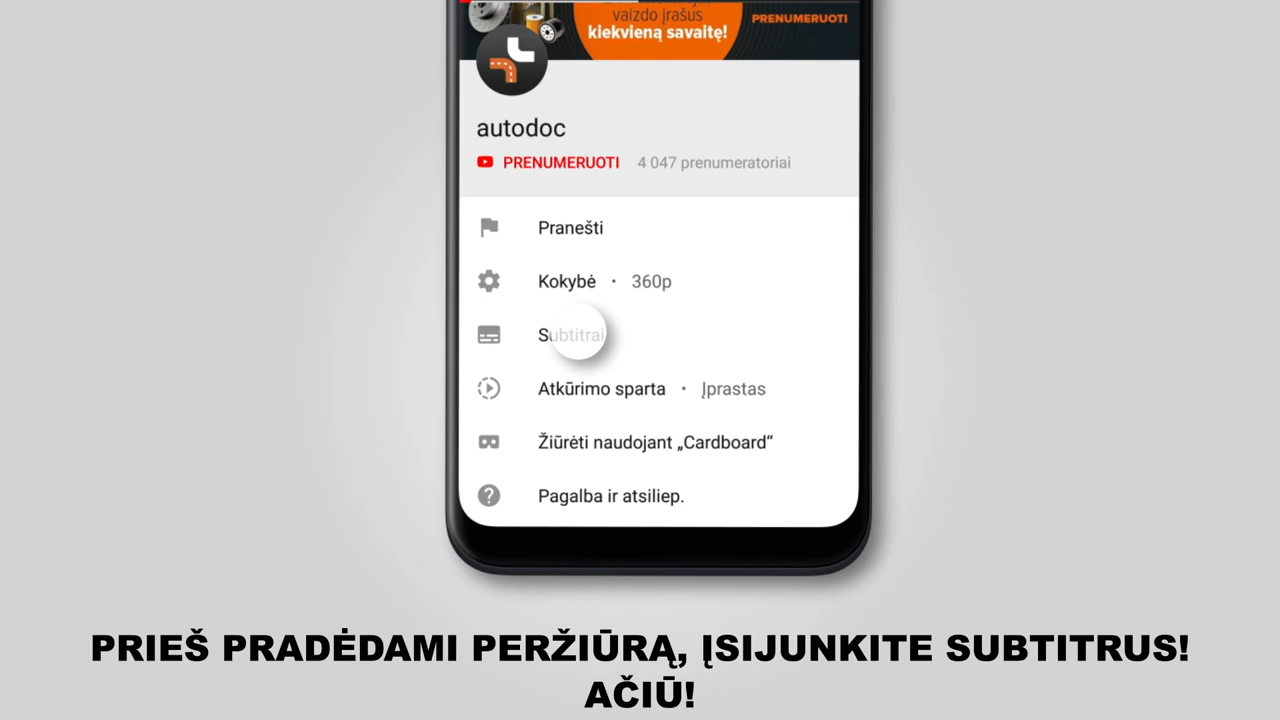 vaizdo įrašus
kiekvieną savaitę!
PRENUMERUOTI
autodoc
PRENUMERUOTI 4 047 prenumeratoriai
Pranešti
Kokybė • 360p
Subtitrai
Atkūrimo sparta • Įprastas
Žiūrėti naudojant „Cardboard“
Pagalba ir atsiliep.
PRIEŠ PRADĖDAMI PERŽIŪRĄ, ĮSIJUNKITE SUBTITRUS!
AČIŪ!